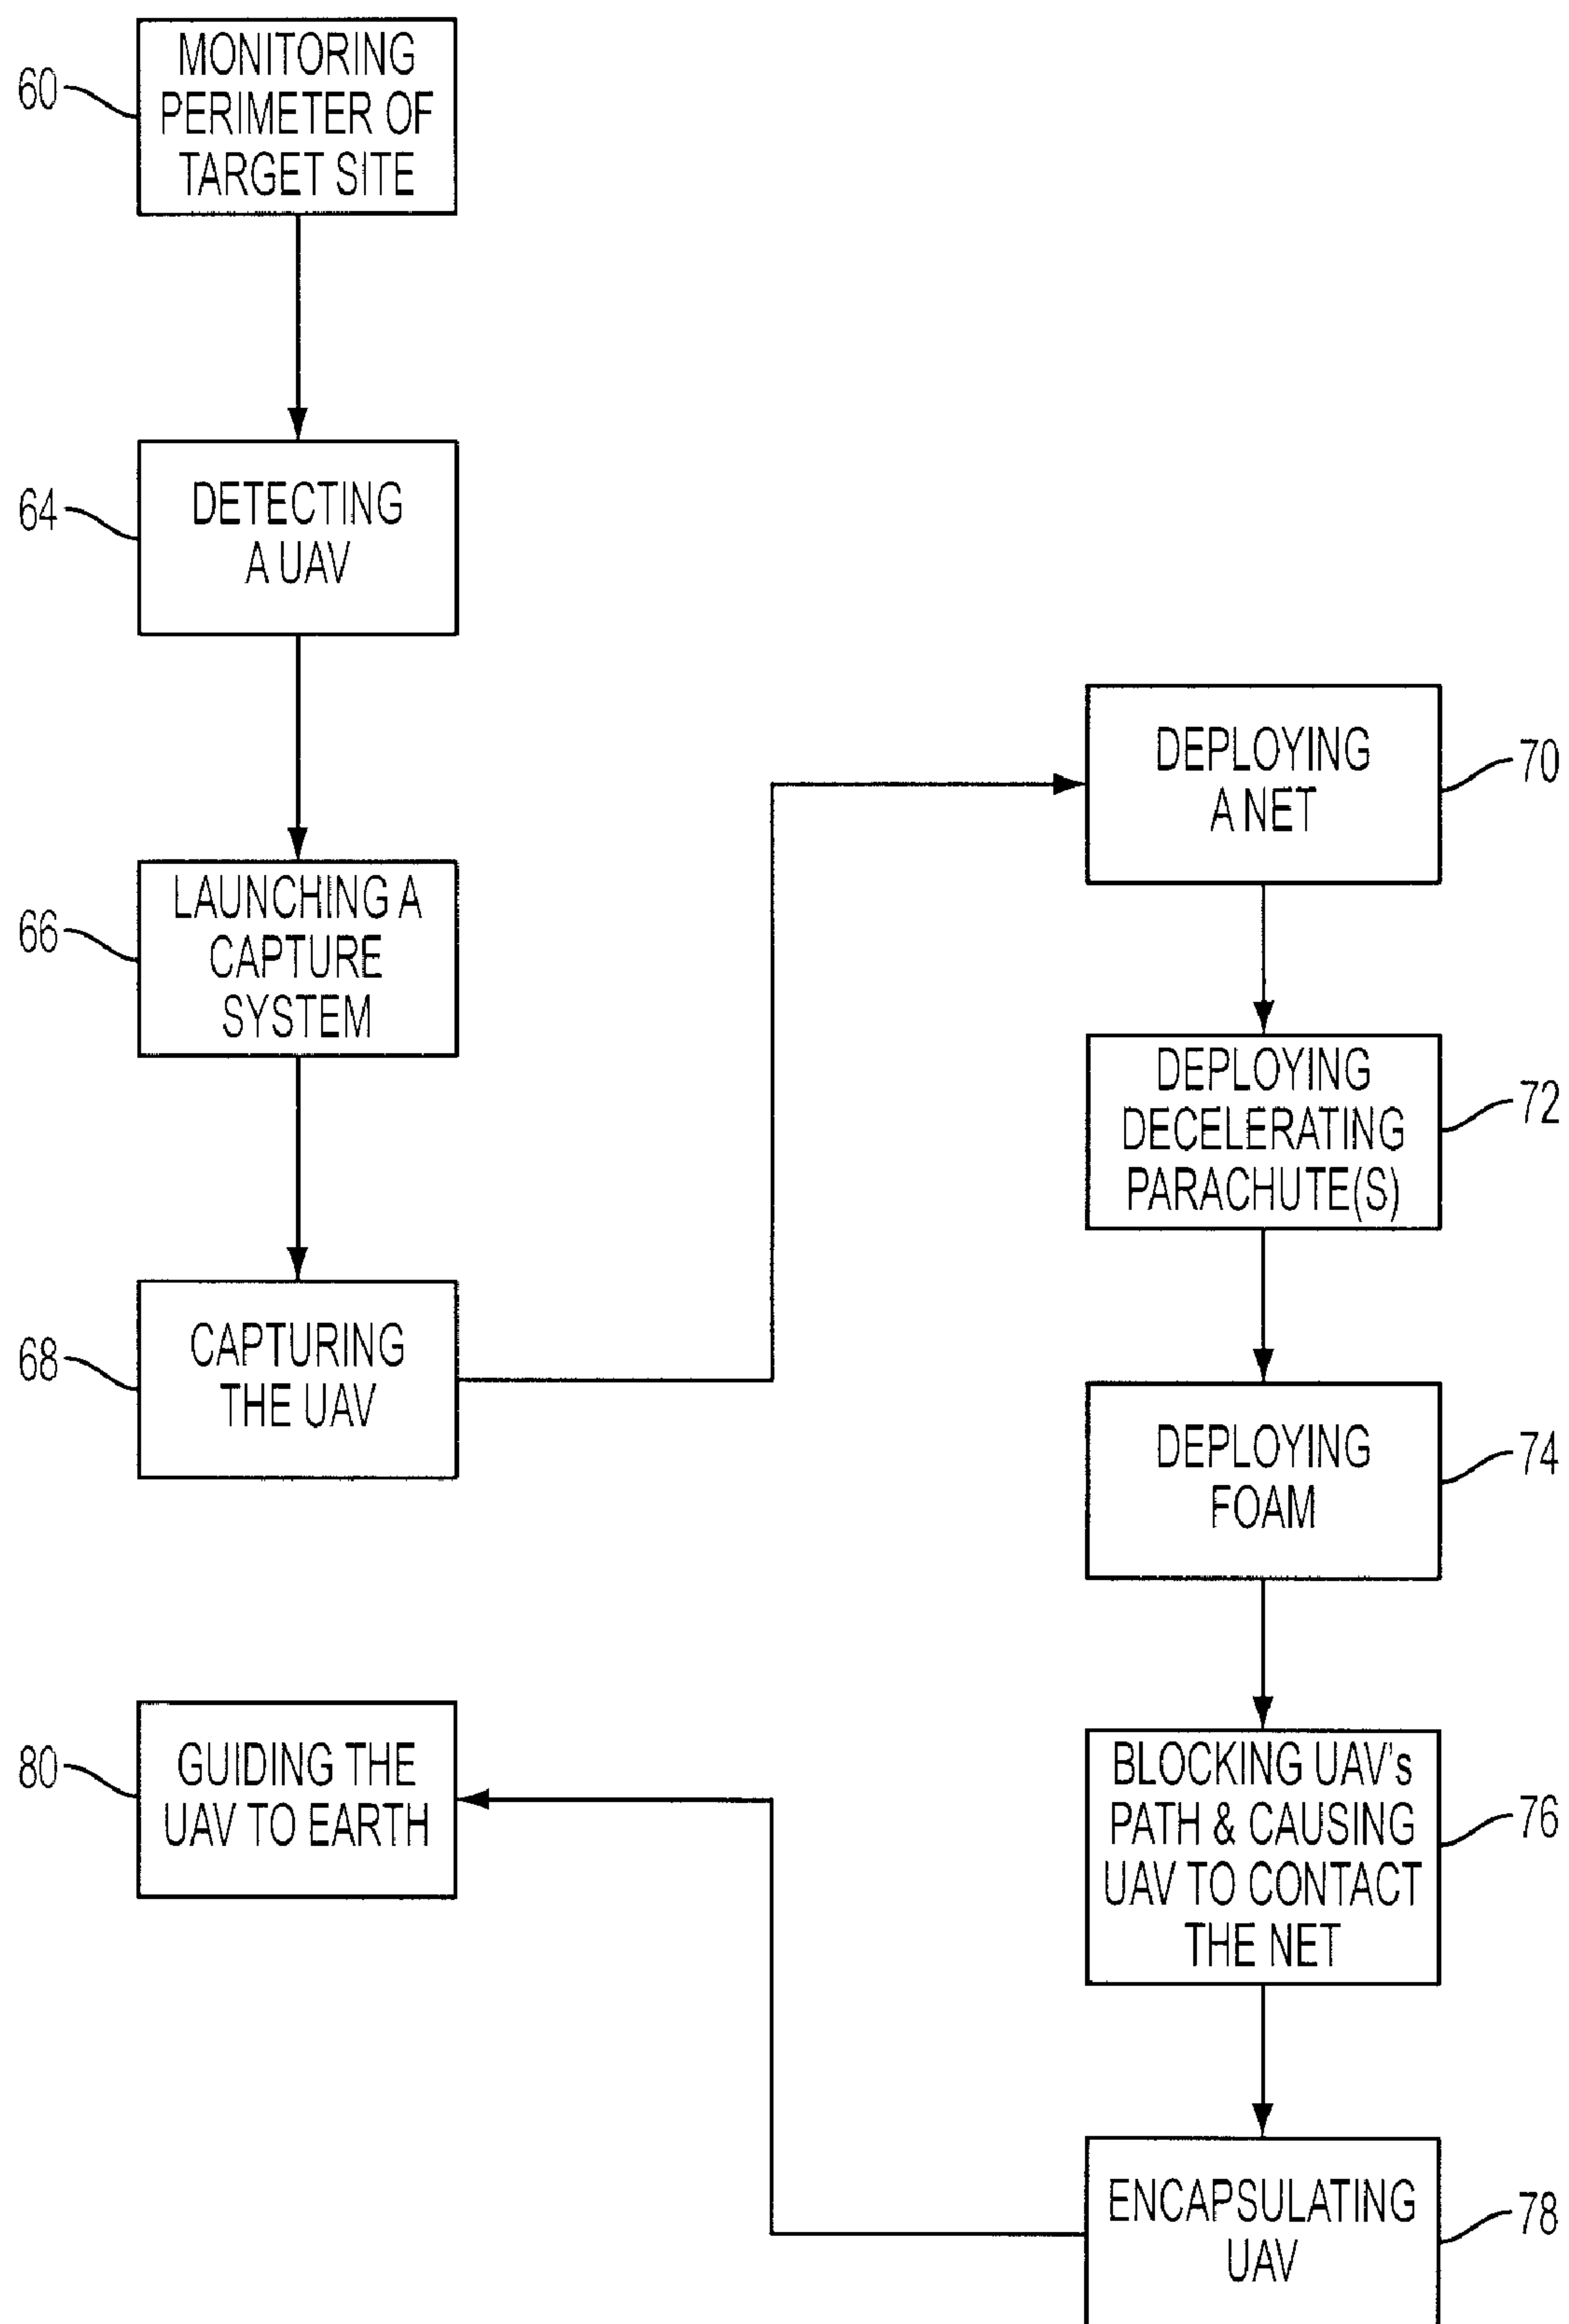 60
MONITORING
PERIMETER OF
TARGET SITE
64
DETECTING
A UAV
66
LAUNCHING A
CAPTURE
SYSTEM
68
CAPTURING
THE UAV
70
DEPLOYING
A NET
72
DEPLOYING
DECELERATING
PARACHUTE(S)
74
DEPLOYING
FOAM
76
BLOCKING UAV's
PATH & CAUSING
UAV TO CONTACT
THE NET
78
ENCAPSULATING
UAV
80
GUIDING THE
UAV TO EARTH